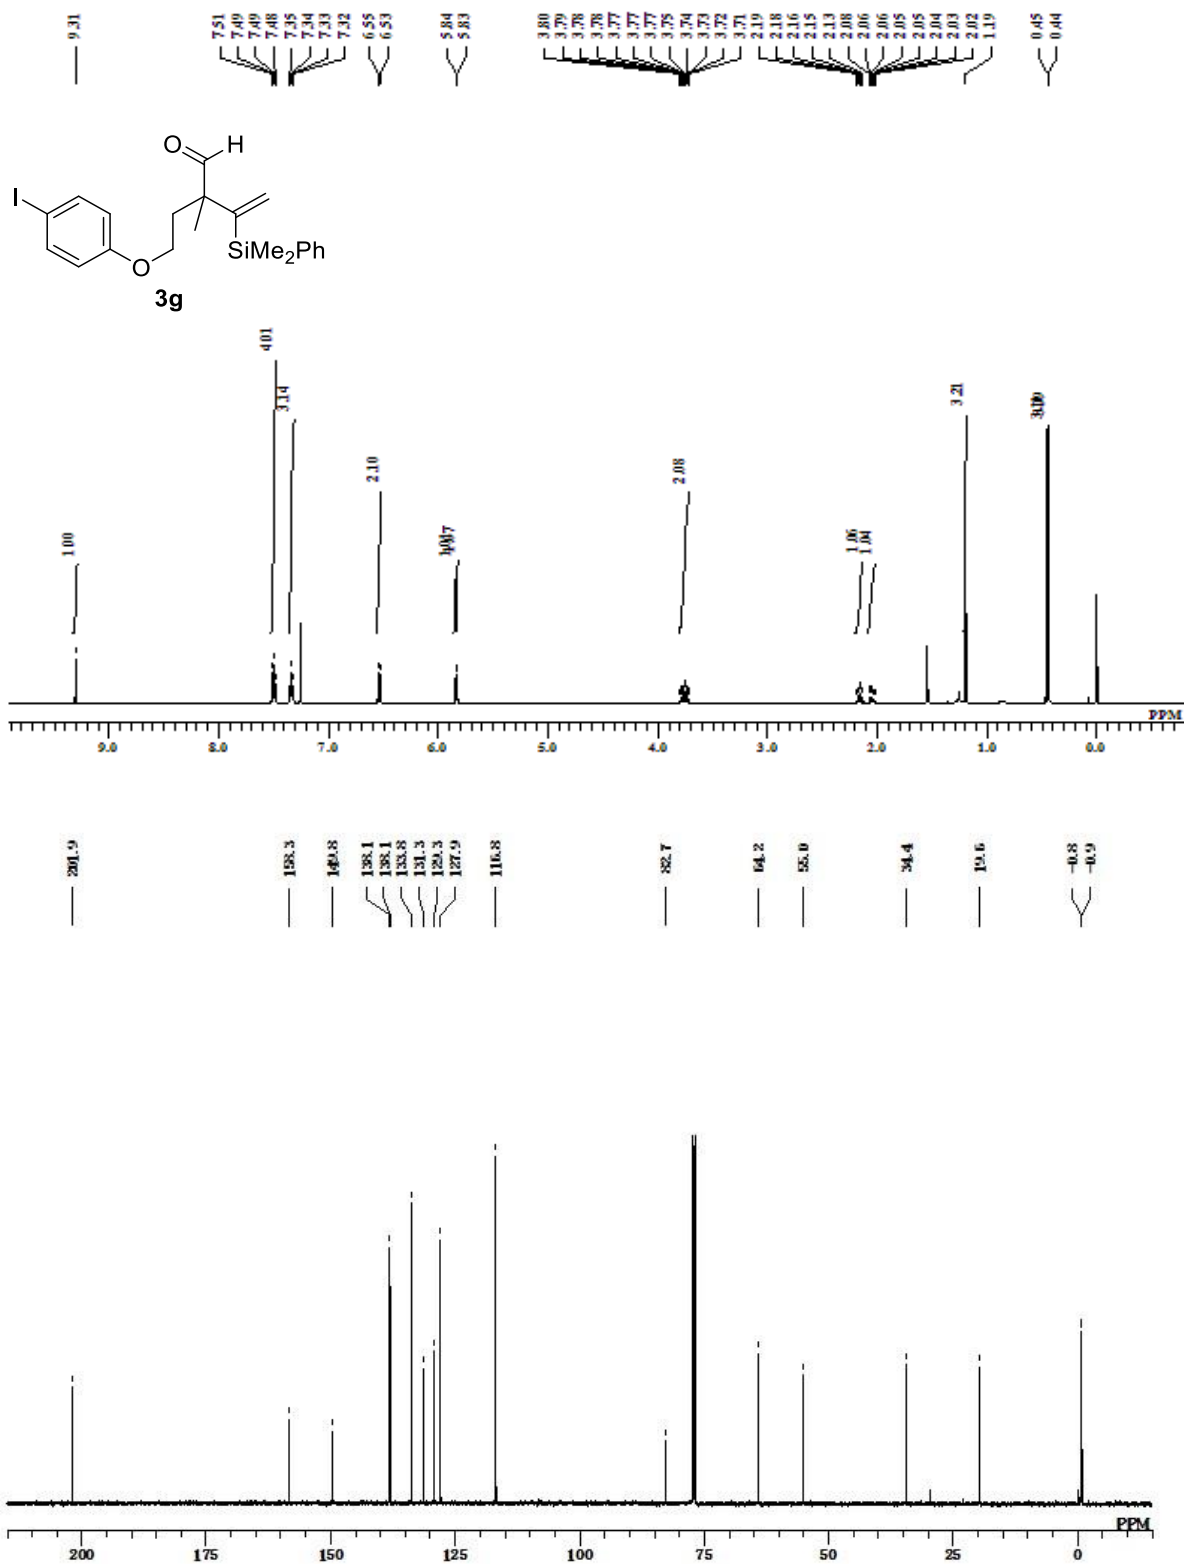 9.31 7.51 7.49 7.49 7.48 7.35 7.34 7.33 7.32 6.55 6.53 5.84 5.83 3.80 3.79 3.78 3.78 3.77 3.77 3.77 3.75 3.74 3.73 3.72 3.71 2.19 2.18 2.16 2.15 2.13 2.08 2.06 2.06 2.05 2.05 2.04 2.03 2.02 1.19 0.45 0.44
O H
I
SiMe2Ph
O
3g
1.00 4.01 3.14 2.10 2.08 1.06 1.04 3.21
PPM
9.0 8.0 7.0 6.0 5.0 4.0 3.0 2.0 1.0 0.0
201.9 158.3 149.8 138.1 138.1 133.8 131.3 129.3 127.9 116.8 82.7 64.2 55.0 34.4 19.6 -0.8 -0.9
PPM
200 175 150 125 100 75 50 25 0